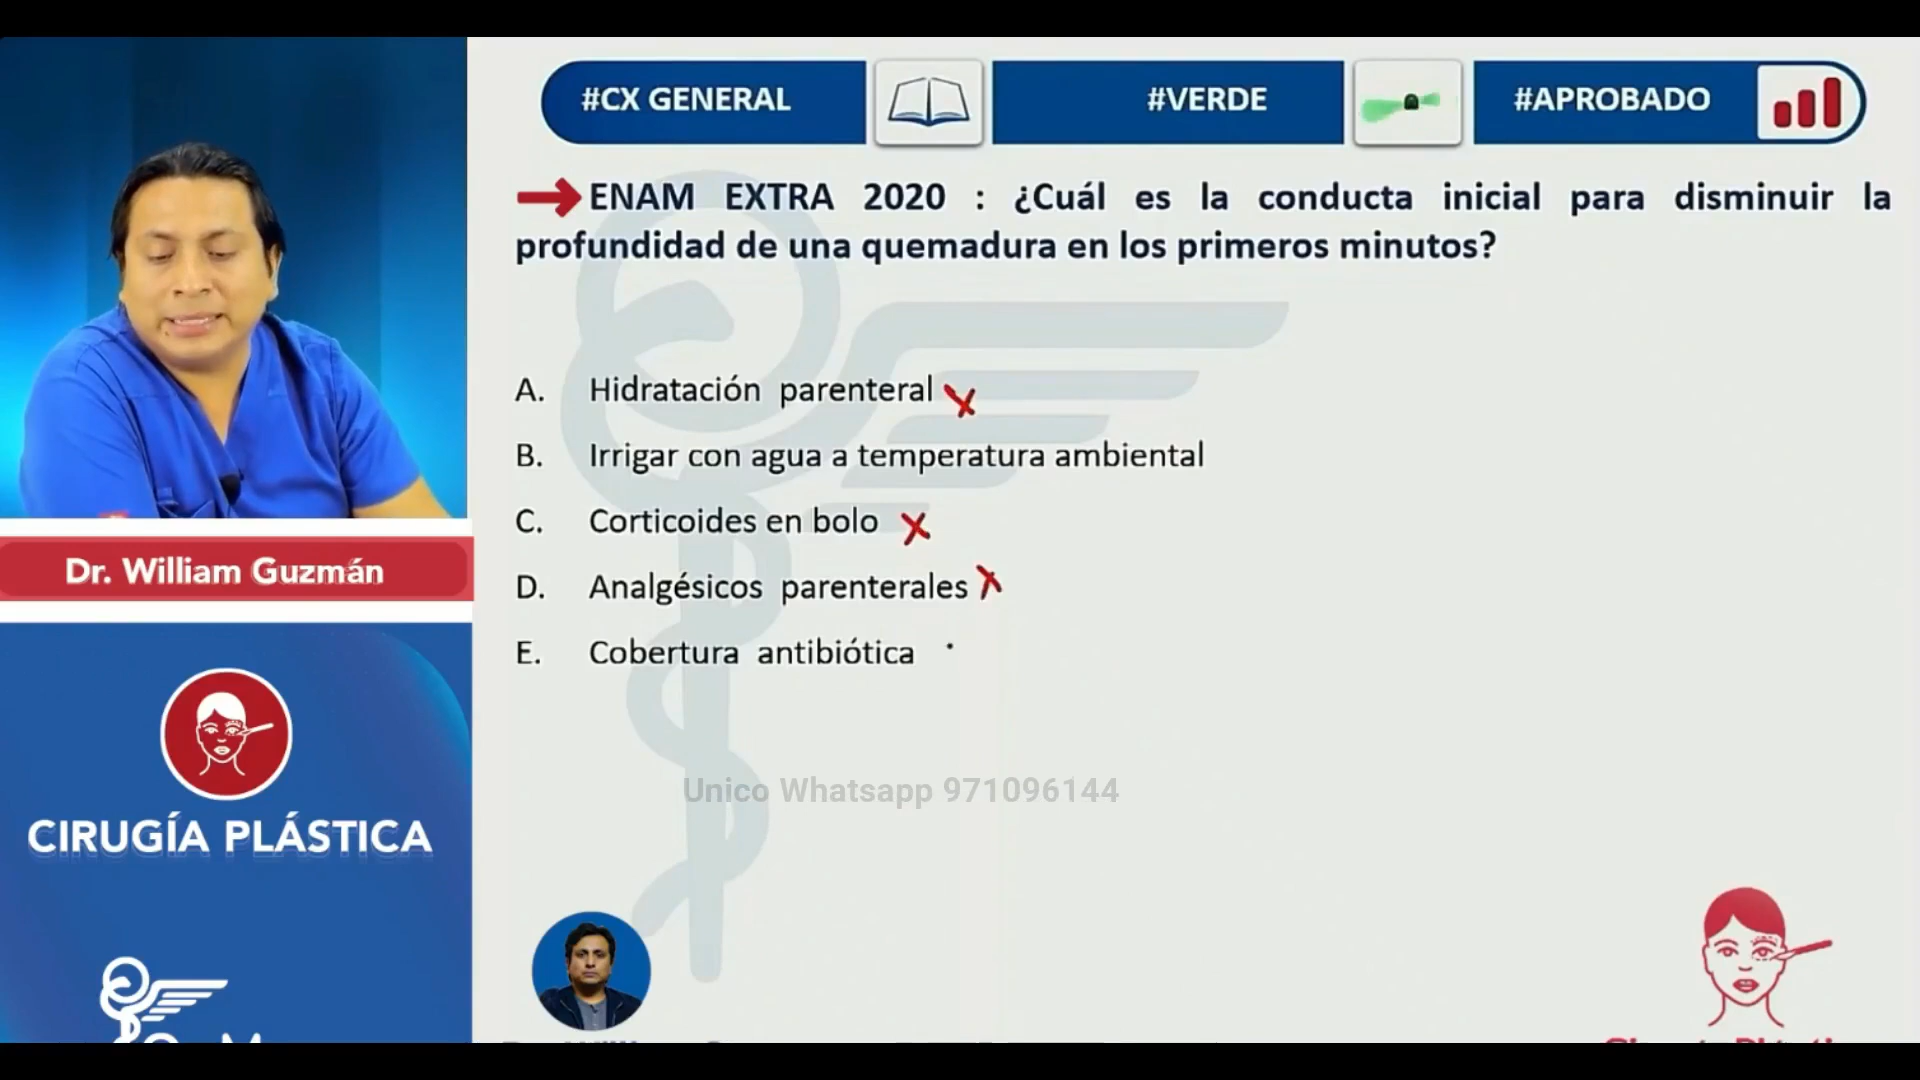 #CX GENERAL
#VERDE
#APROBADO
ENAM EXTRA 2020 : ¿Cuál es la conducta inicial para disminuir la
profundidad de una quemadura en los primeros minutos?
A. Hidratación parenteral
B. Irrigar con agua a temperatura ambiental
C. Corticoides en bolo
D. Analgésicos parenterales
E. Cobertura antibiótica
Dr. William Guzmán
CIRUGÍA PLÁSTICA
Unico Whatsapp 971096144